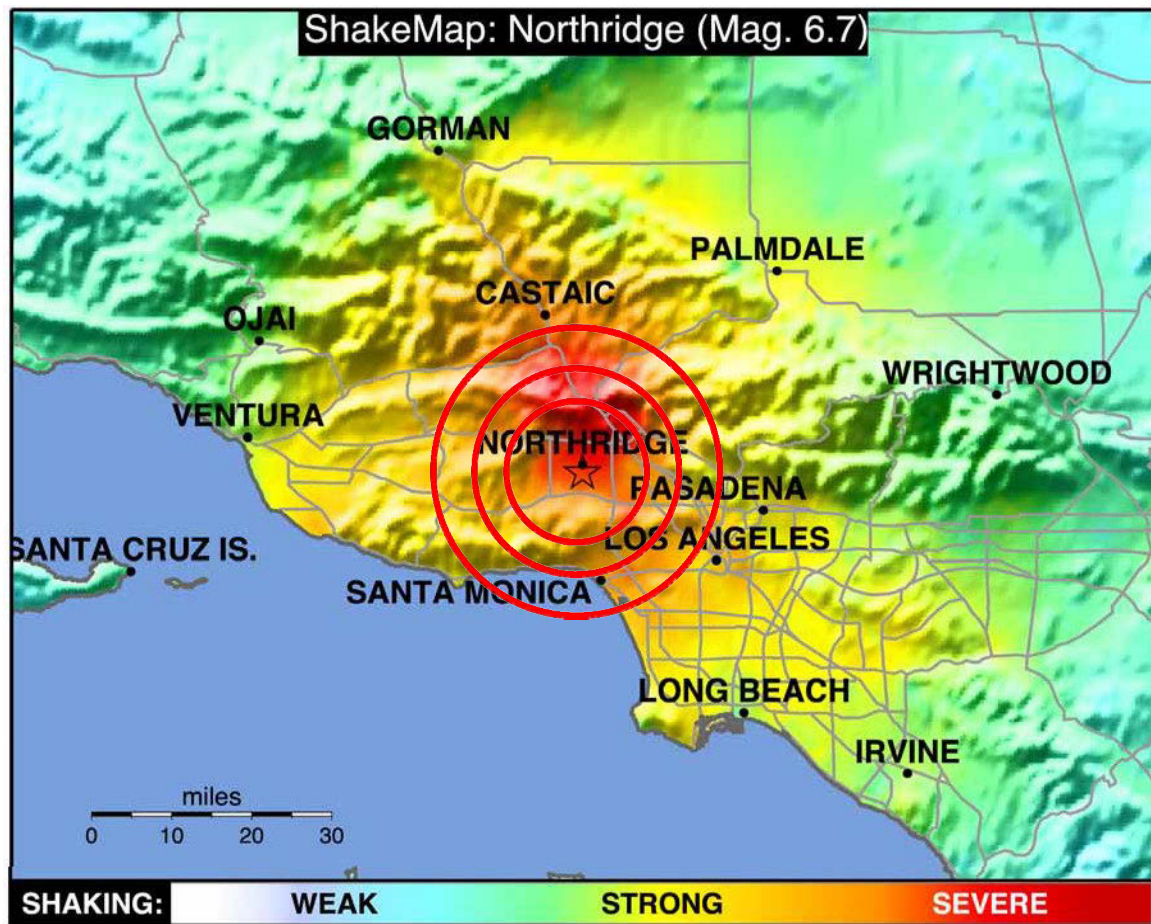 ShakeMap: Northridge (Mag. 6.7)
GORMAN
PALMDALE
CASTAIC
OJAI
WRIGHTWOOD
VENTURA
NORTHRIDGE
PASADENA
LOS ANGELES
SANTA CRUZ IS.
SANTA MONICA
LONG BEACH
IRVINE
miles
0 10 20 30
SHAKING: WEAK STRONG SEVERE